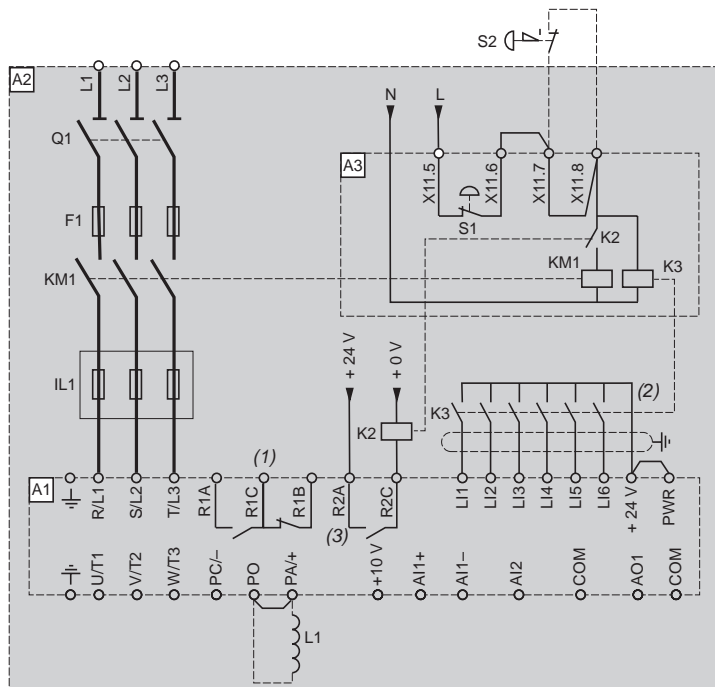 S2
A2
L1
L2
L3
N
L
Q1
A3
X11.5
X11.6
X11.7
X11.8
S1
K2
F1
KM1
K3
KM1
+ 24 V
+ 0 V
IL1
K2
K3
(2)
(1)
A1
R/L1
S/L2
T/L3
R1A
R1C
R1B
R2A
R2C
LI1
LI2
LI3
LI4
LI5
LI6
+ 24 V
PWR
(3)
U/T1
V/T2
W/T3
PC/–
PO
PA/+
+10 V
AI1+
AI1–
AI2
COM
AO1
COM
L1